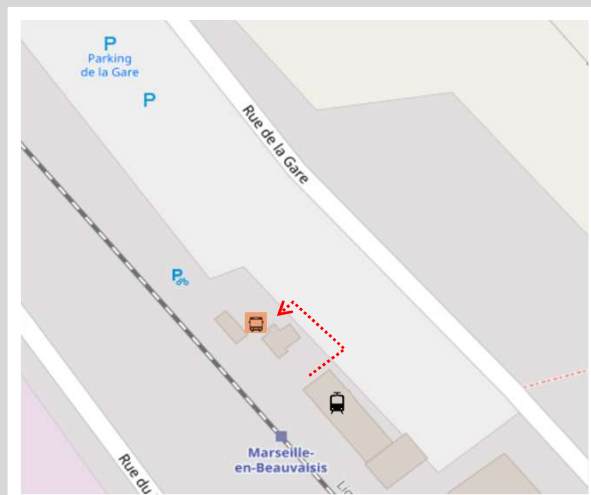 P
Parking
de la Gare
P
Rue de la Gare
P
Marseille-
en-Beauvaisis
Rue du